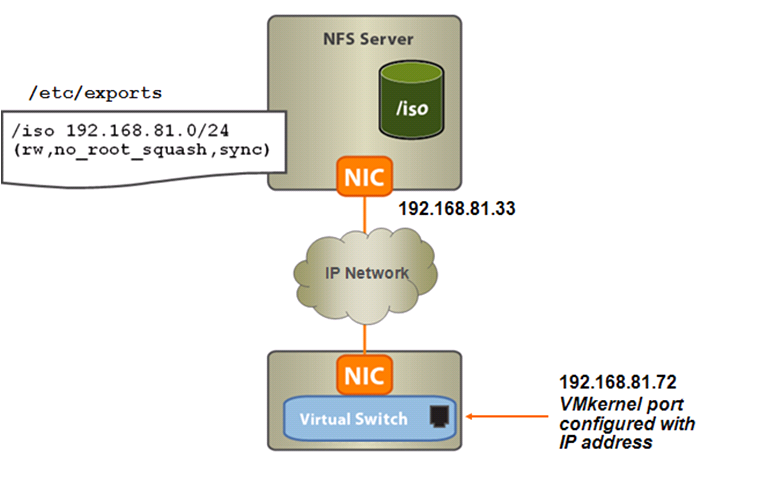 NFS Server
/etc/exports
/iso
/iso 192.168.81.0/24
(rw,no_root_squash,sync)
NIC
192.168.81.33
IP Network
NIC
Virtual Switch
192.168.81.72
VMkernel port
configured with
IP address